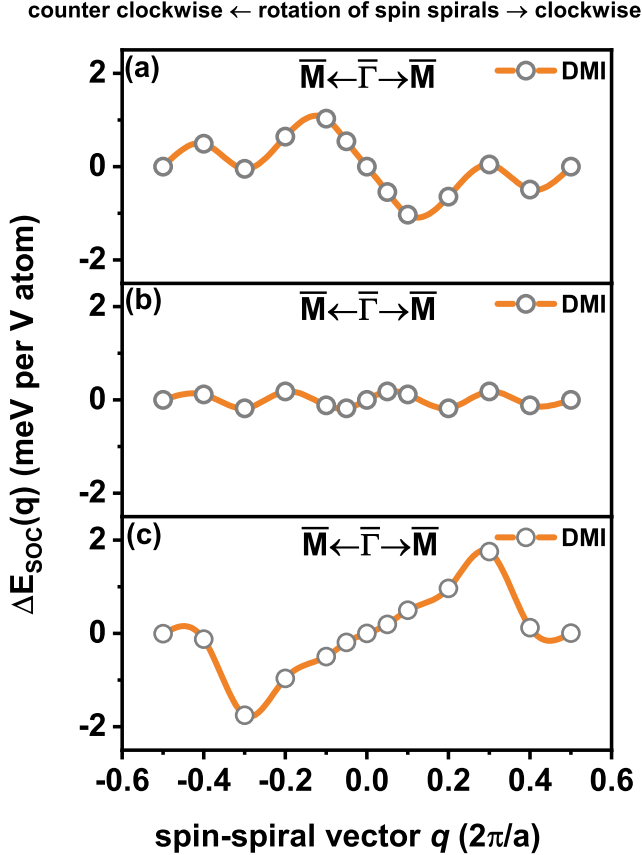 counter clockwise ← rotation of spin spirals → clockwise
(a) M̅←Γ̅→M̅ DMI
2
0
-2
(b) M̅←Γ̅→M̅ DMI
2
0
-2
(c) M̅←Γ̅→M̅ DMI
2
0
-2
ΔE_SOC(q) (meV per V atom)
-0.6 -0.4 -0.2 0.0 0.2 0.4 0.6
spin-spiral vector q (2π/a)